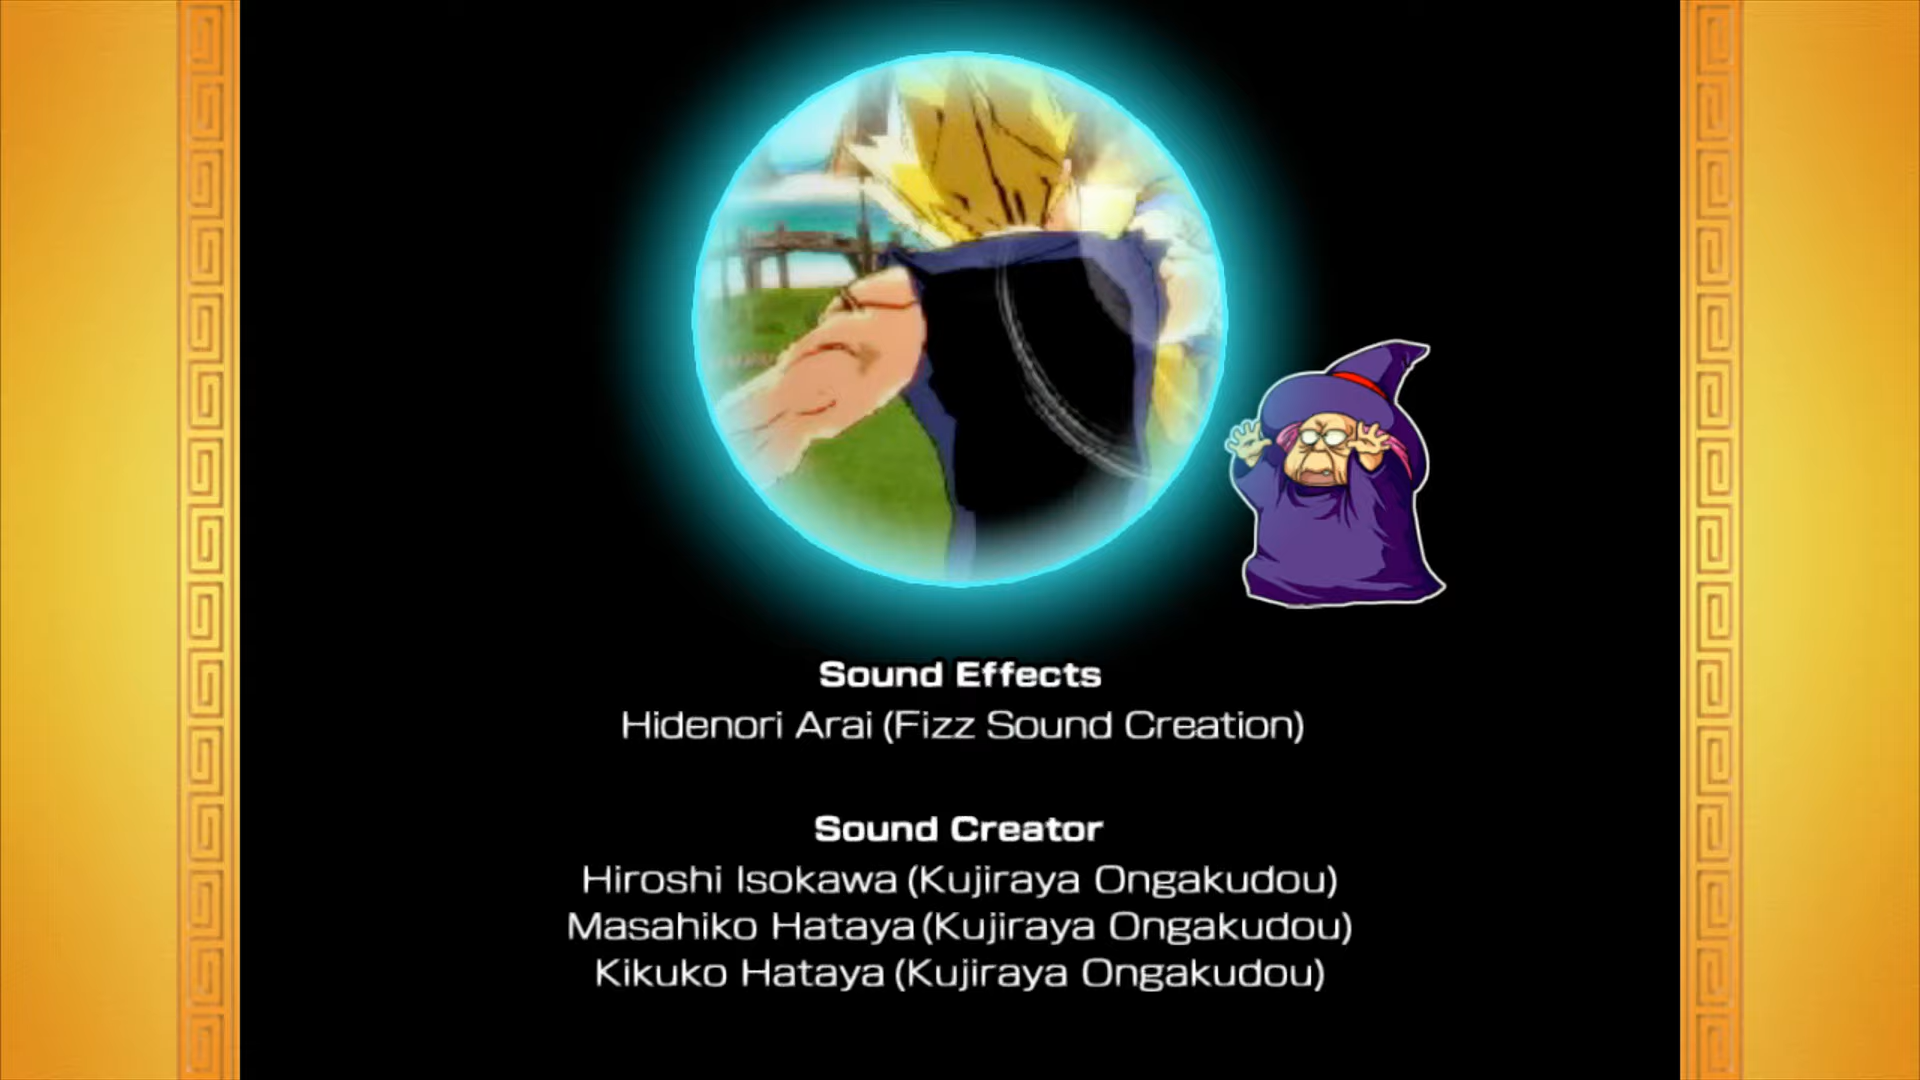 Sound Effects
Hidenori Arai (Fizz Sound Creation)
Sound Creator
Hiroshi Isokawa (Kujiraya Ongakudou)
Masahiko Hataya (Kujiraya Ongakudou)
Kikuko Hataya (Kujiraya Ongakudou)